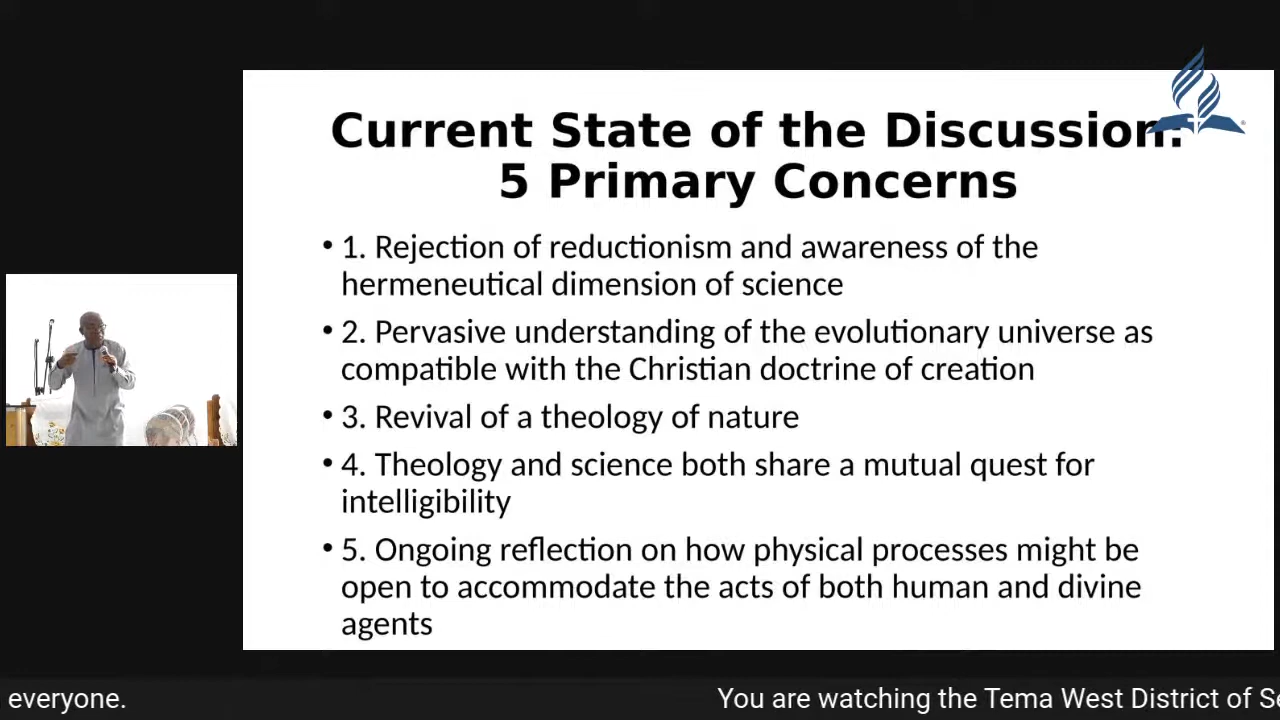 Current State of the Discussion:
5 Primary Concerns
• 1. Rejection of reductionism and awareness of the
hermeneutical dimension of science
• 2. Pervasive understanding of the evolutionary universe as
compatible with the Christian doctrine of creation
• 3. Revival of a theology of nature
• 4. Theology and science both share a mutual quest for
intelligibility
• 5. Ongoing reflection on how physical processes might be
open to accommodate the acts of both human and divine
agents
everyone. You are watching the Tema West District of